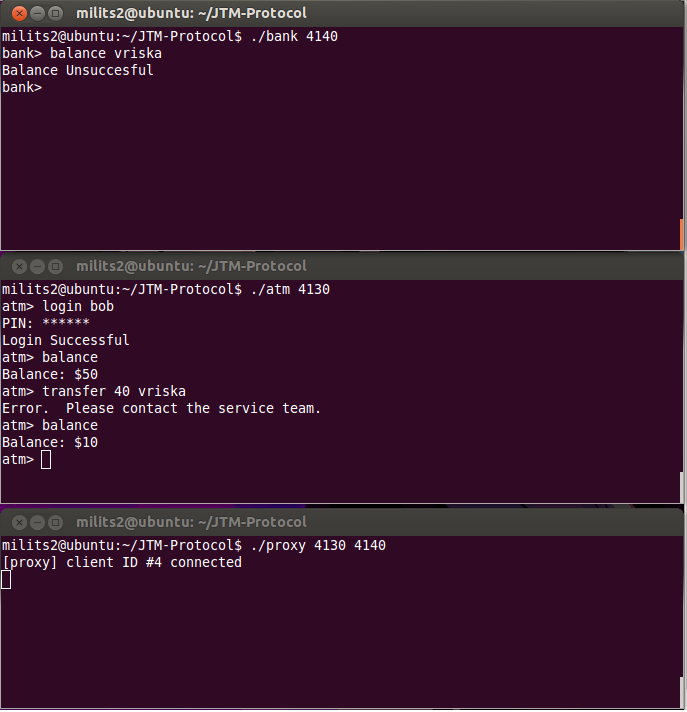 milits2@ubuntu: ~/JTM-Protocol
milits2@ubuntu:~/JTM-Protocol$ ./bank 4140
bank> balance vriska
Balance Unsuccesful
bank>
milits2@ubuntu: ~/JTM-Protocol
milits2@ubuntu:~/JTM-Protocol$ ./atm 4130
atm> login bob
PIN: ******
Login Successful
atm> balance
Balance: $50
atm> transfer 40 vriska
Error.  Please contact the service team.
atm> balance
Balance: $10
atm>
milits2@ubuntu: ~/JTM-Protocol
milits2@ubuntu:~/JTM-Protocol$ ./proxy 4130 4140
[proxy] client ID #4 connected